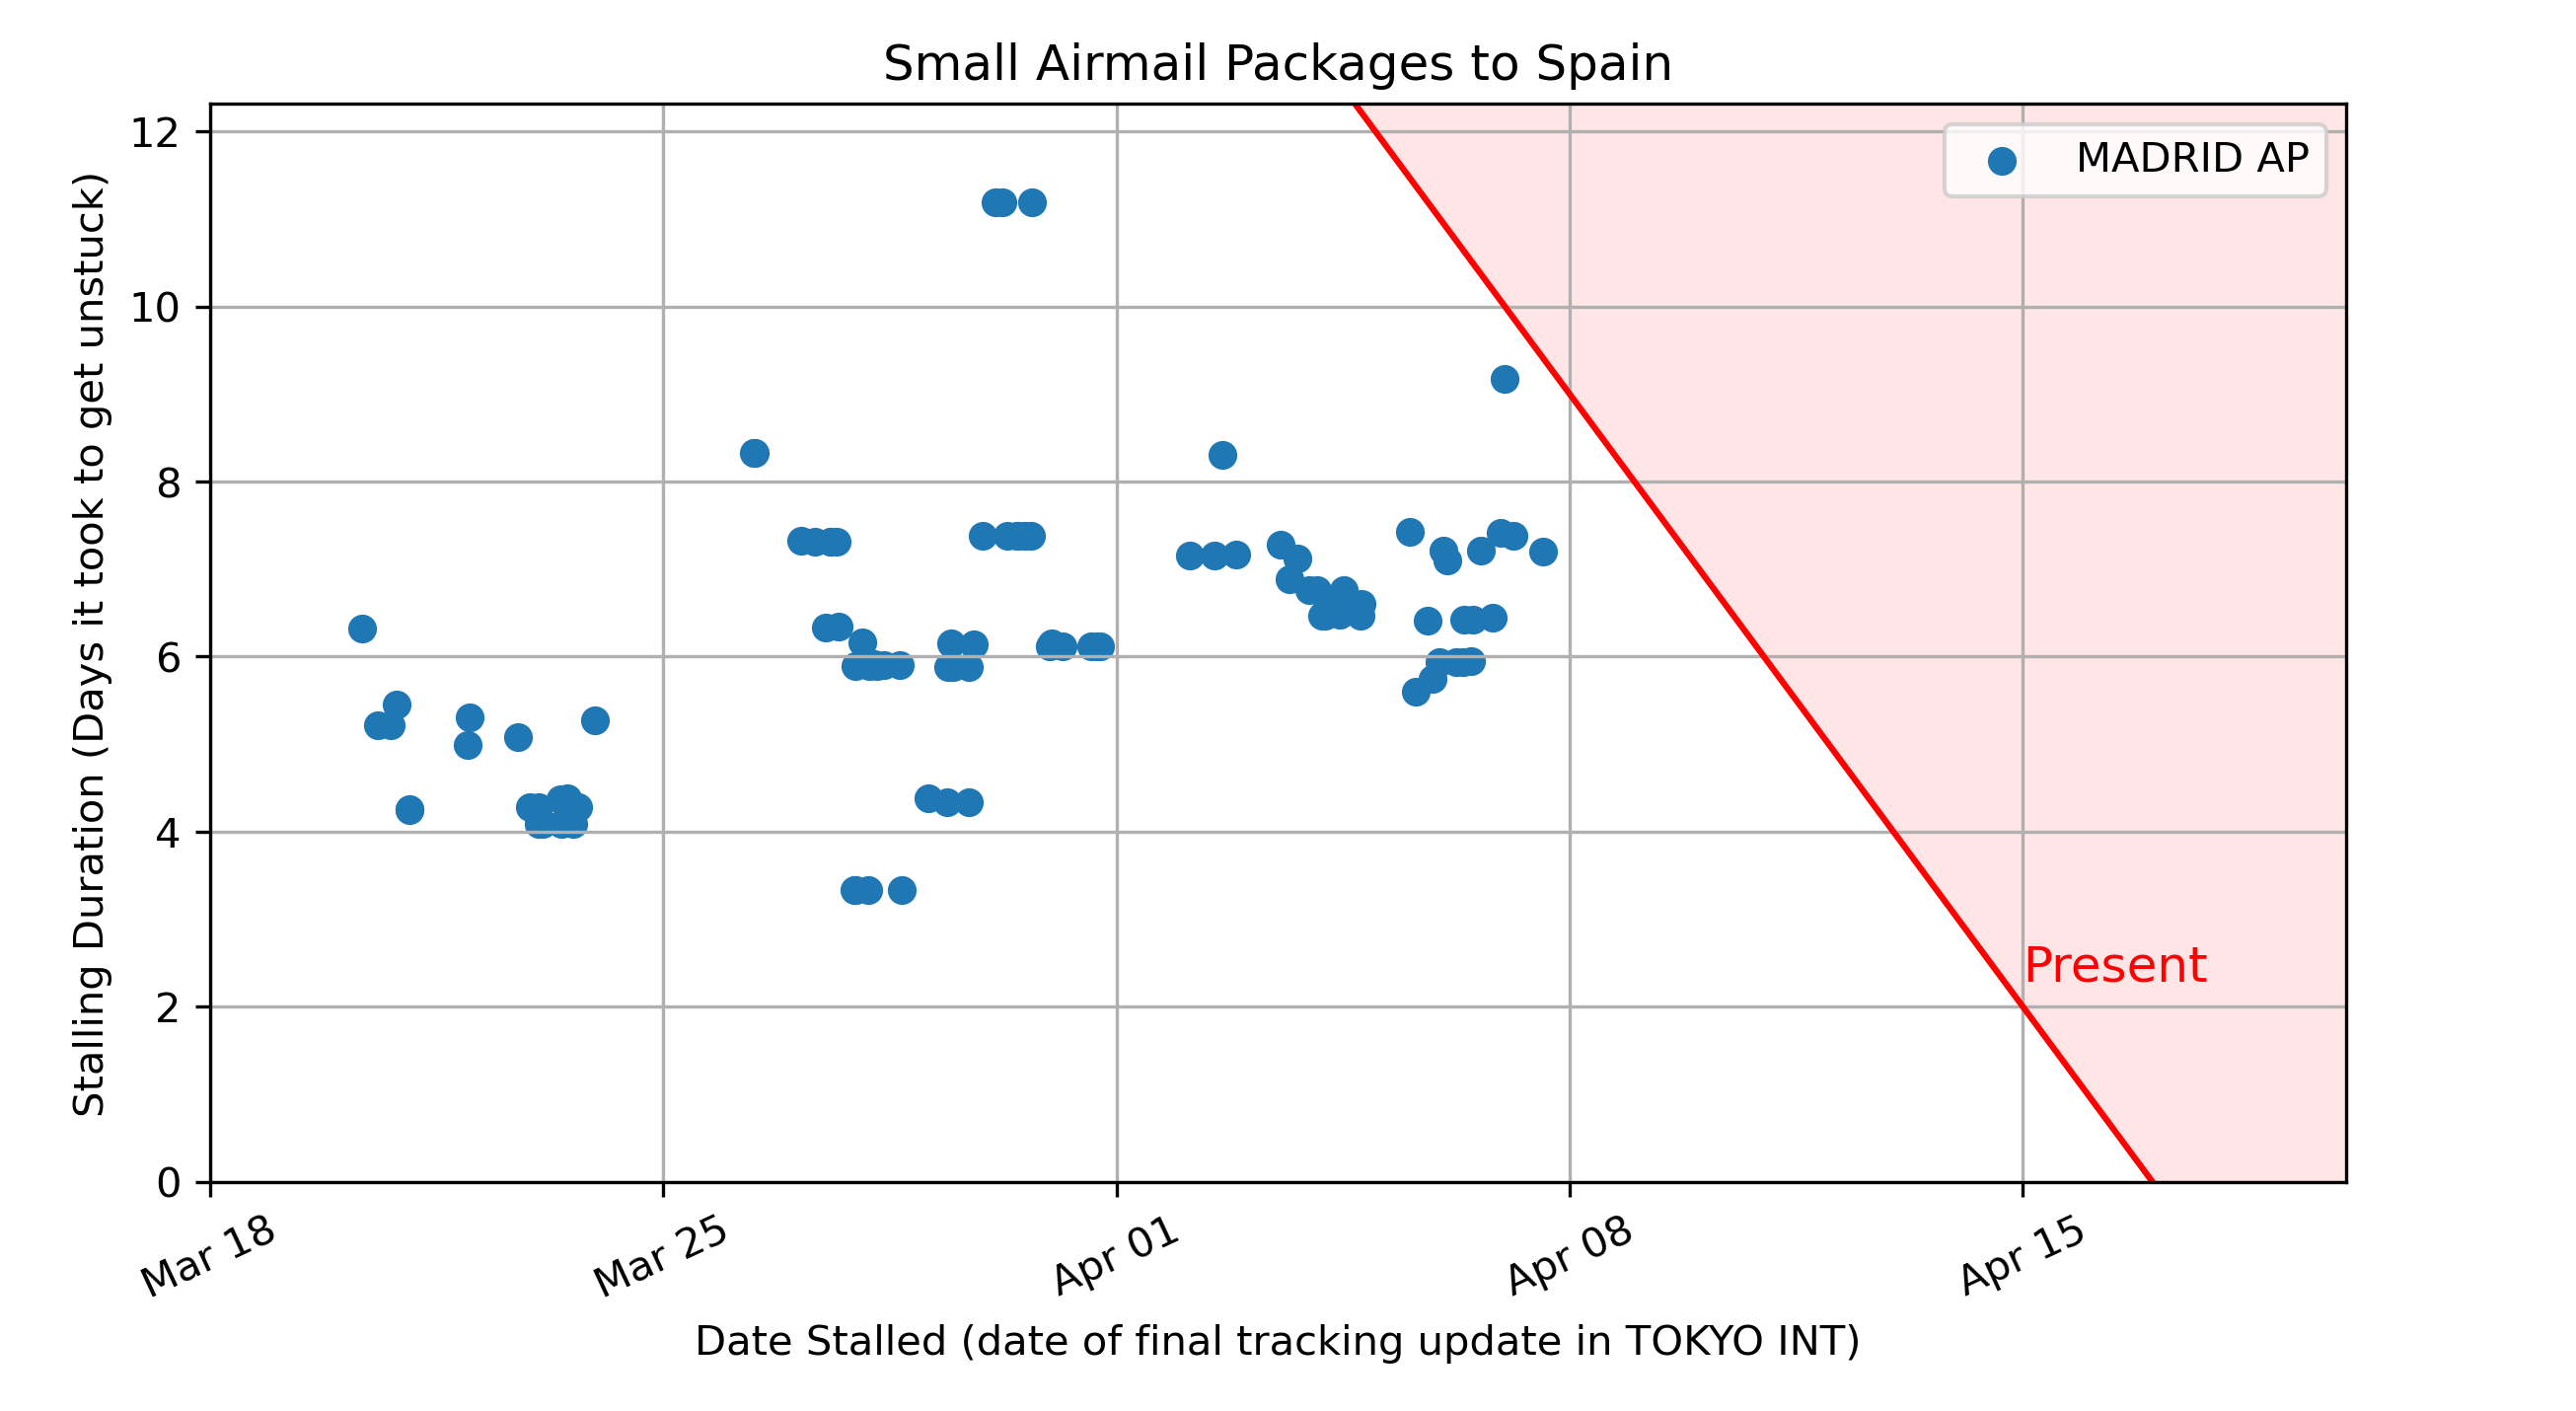 Small Airmail Packages to Spain
Stalling Duration (Days it took to get unstuck)
12
10
8
6
4
2
0
MADRID AP
Present
Mar 18
Mar 25
Apr 01
Apr 08
Apr 15
Date Stalled (date of final tracking update in TOKYO INT)